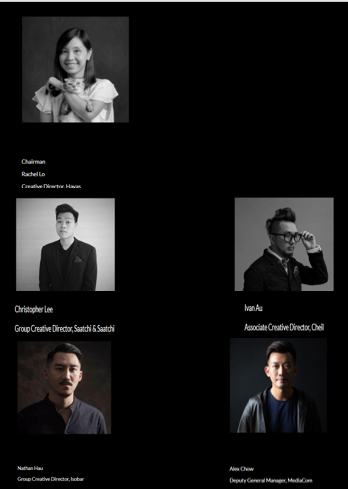 Chairman
Rachel Lo
Creative Director, Havas
Christopher Lee
Group Creative Director, Saatchi & Saatchi
Ivan Au
Associate Creative Director, Cheil
Nathan Hau
Group Creative Director, Isobar
Alex Chow
Deputy General Manager, MediaCom